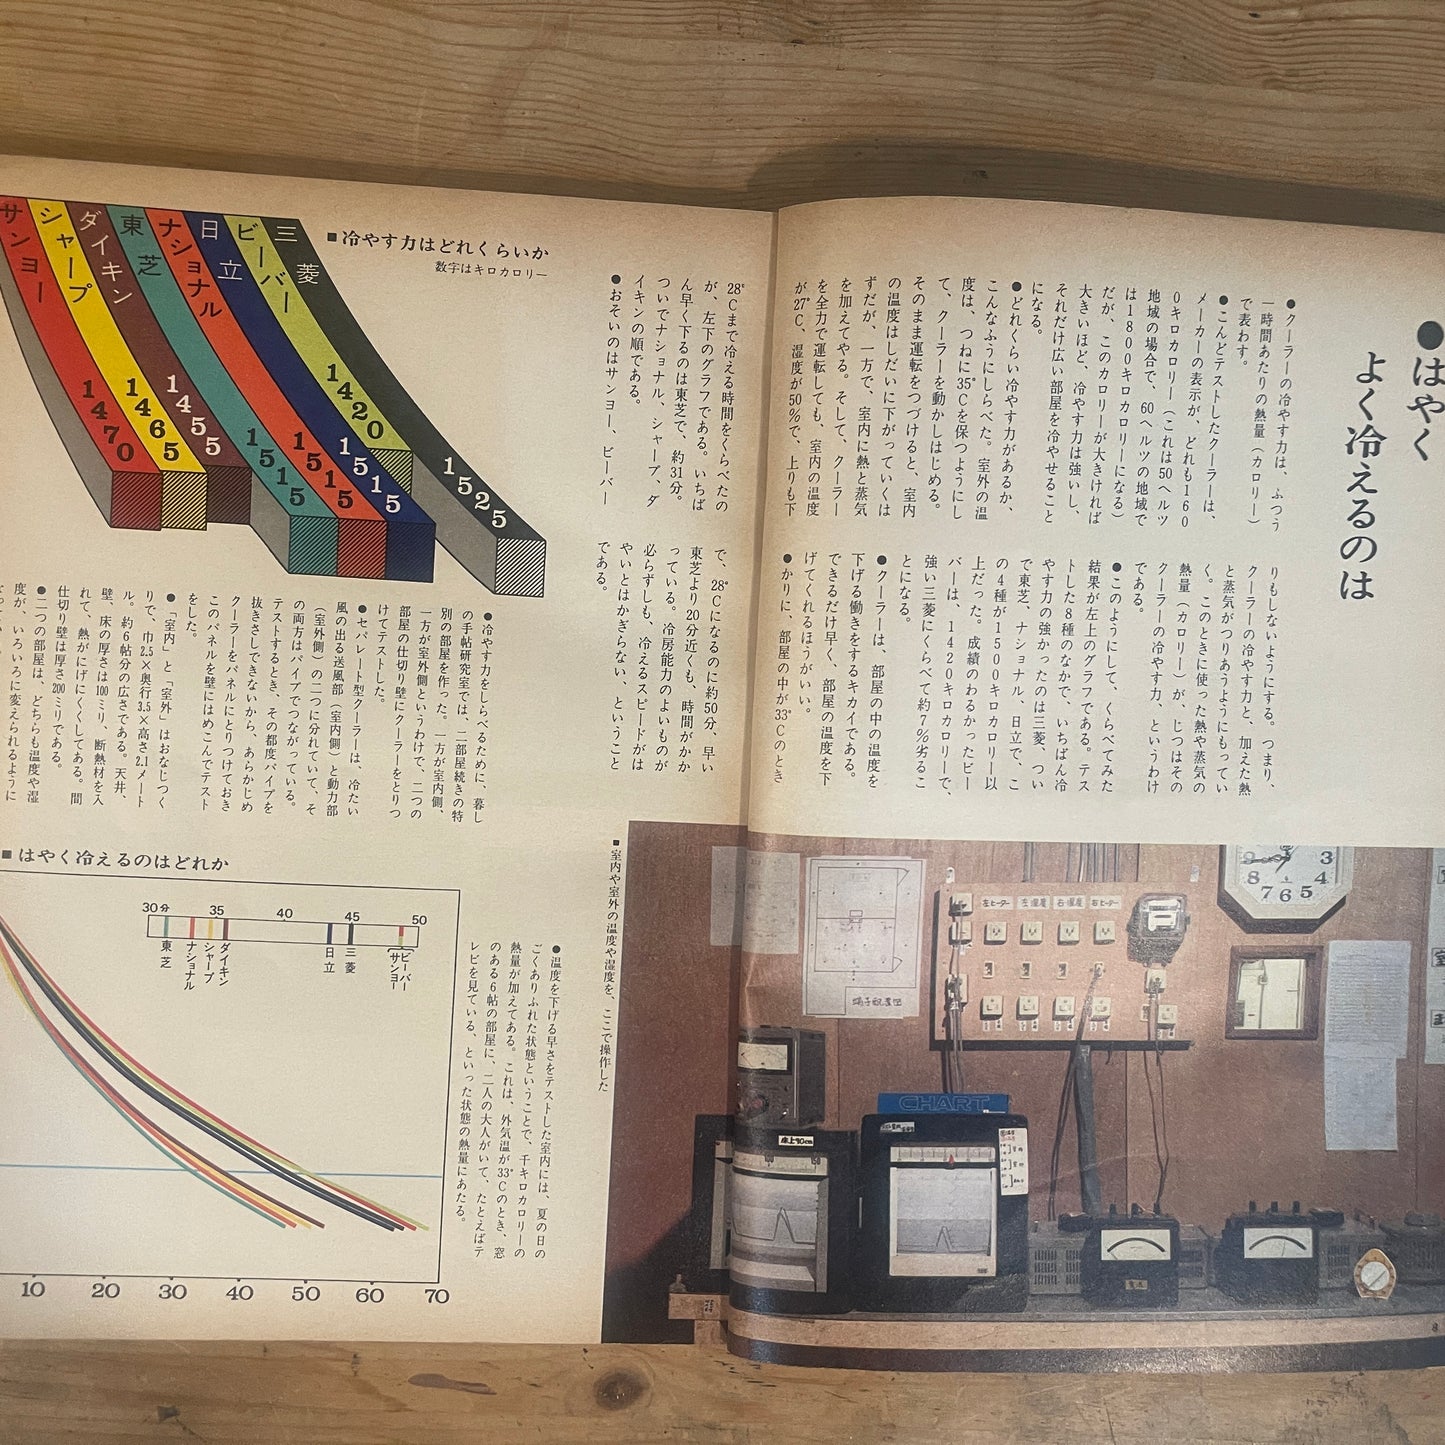 ●はやく
よく冷えるのは
●クーラーの冷やす力は、ふつう
一時間あたりの熱量（カロリー）
で表わす。
●こんどテストしたクーラーは、
メーカーの表示が、どれも160
0キロカロリー（これは50ヘルツ
地域の場合で、60ヘルツの地域で
は1800キロカロリーになる）
だが、このカロリーが大きければ
大きいほど、冷やす力は強いし、
それだけ広い部屋を冷やせること
になる。
●どれくらい冷やす力があるか、
こんなふうにしらべた。室外の温
度は、つねに35℃を保つようにし
て、クーラーを動かしはじめる。
そのまま運転をつづけると、室内
の温度はしだいに下がっていくは
ずだが、一方で、室内に熱と蒸気
を加えてやる。そして、クーラー
を全力で運転しても、室内の温度
が27℃、湿度が50％で、上りも下
りもしないようにする。つまり、
クーラーの冷やす力と、加えた熱
と蒸気がつりあうようにもってい
く。このときに使った熱や蒸気の
熱量（カロリー）が、じつはその
クーラーの冷やす力、というわけ
である。
●このようにして、くらべてみた
結果が左上のグラフである。テス
トした8種のなかで、いちばん冷
やす力の強かったのは三菱、つい
で東芝、ナショナル、日立で、こ
の4種が1500キロカロリー以
上だった。成績のわるかったビー
バーは、1420キロカロリーで、
強い三菱にくらべて約7％劣るこ
とになる。
●クーラーは、部屋の中の温度を
下げる働きをするキカイである。
できるだけ早く、部屋の温度を下
げてくれるほうがいい。
●かりに、部屋の中が33℃のとき
28℃まで冷える時間をくらべたの
が、左下のグラフである。いちば
ん早く下るのは東芝で、約31分。
ついでナショナル、シャープ、ダ
イキンの順である。
●おそいのはサンヨー、ビーバー
で、28℃になるのに約50分、早い
東芝より20分近くも、時間がかか
っている。冷房能力のよいものが
必らずしも、冷えるスピードがは
やいとはかぎらない、ということ
である。
■冷やす力はどれくらいか
数字はキロカロリー
三菱
ビーバー
日立
ナショナル
東芝
ダイキン
シャープ
サンヨー
1525
1420
1515
1515
1515
1455
1465
1470
●冷やす力をしらべるために、暮し
の手帖研究室では、二部屋続きの特
別の部屋を作った。一方が室内側、
一方が室外側というわけで、二つの
部屋の仕切り壁にクーラーをとりつ
けてテストした。
●セパレート型クーラーは、冷たい
風の出る送風部（室内側）と動力部
（室外側）の二つに分れていて、そ
の両方はパイプでつながっている。
テストするとき、その都度パイプを
抜きさしできないから、あらかじめ
クーラーをパネルにとりつけておき
このパネルを壁にはめこんでテスト
をした。
●「室内」と「室外」はおなじつく
りで、巾2.5×奥行3.5×高さ2.1メート
ル。約6帖分の広さである。天井、
壁、床の厚さは100ミリ、断熱材を入
れて、熱がにげにくくしてある。間
仕切り壁は厚さ200ミリである。
●二つの部屋は、どちらも温度や湿
度が、いろいろに変えられるように
■はやく冷えるのはどれか
30分
35
40
45
50
東芝
ナショナル
シャープ
ダイキン
日立
三菱
ビーバー
サンヨー
10
20
30
40
50
60
70
■室内や室外の温度や湿度を、ここで操作した
●温度を下げる早さをテストした室内には、夏の日の
ごくありふれた状態ということで、千キロカロリーの
熱量が加えてある。これは、外気温が33℃のとき、窓
のある6帖の部屋に、二人の大人がいて、たとえばテ
レビを見ている、といった状態の熱量にあたる。
左ヒーター
左湿度
右湿度
右ヒーター
端子配置図
CHART
床上90cm
3
4
5
6
7
8
8